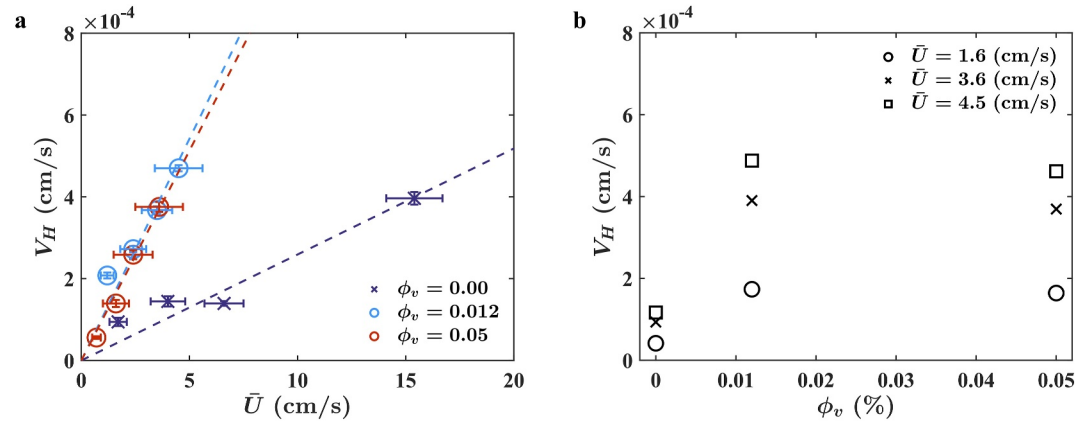 a
×10⁻⁴
8
6
4
2
0
V_H (cm/s)
0 5 10 15 20
Ū (cm/s)
ϕ_v = 0.00
ϕ_v = 0.012
ϕ_v = 0.05
b
×10⁻⁴
8
6
4
2
0
V_H (cm/s)
0 0.01 0.02 0.03 0.04 0.05
ϕ_v (%)
Ū = 1.6 (cm/s)
Ū = 3.6 (cm/s)
Ū = 4.5 (cm/s)